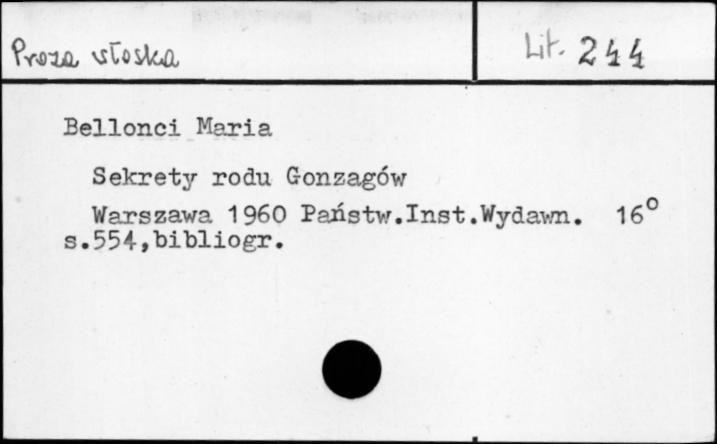 Proza włoska
Lit. 244
Bellonci Maria
Sekrety rodu Gonzagów
Warszawa 1960 Państw.Inst.Wydawn. 16°
s.554,bibliogr.